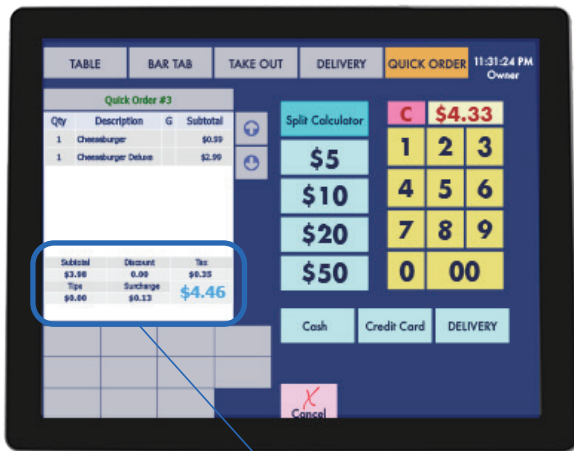 TABLE BAR TAB TAKE OUT DELIVERY QUICK ORDER 11:31:24 PM
Owner
Quick Order #3
Qty Description G Subtotal
1 Cheeseburger $0.99
1 Cheeseburger Deluxe $2.99
Subtotal Discount Tax
$3.98 0.00 $0.35
Tips Surcharge
$0.00 $0.13 $4.46
Split Calculator
$5
$10
$20
$50
C $4.33
1 2 3
4 5 6
7 8 9
0 00
Cash Credit Card DELIVERY
X
Cancel